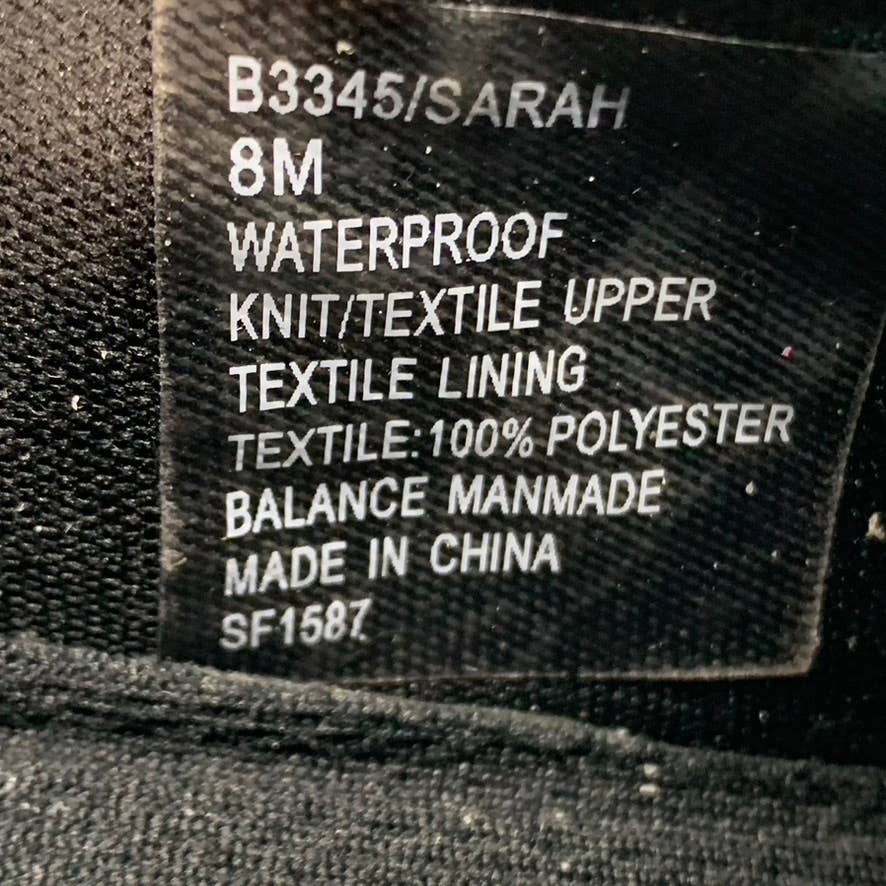 B3345/SARAH
8M
WATERPROOF
KNIT/TEXTILE UPPER
TEXTILE LINING
TEXTILE:100% POLYESTER
BALANCE MANMADE
MADE IN CHINA
SF1587